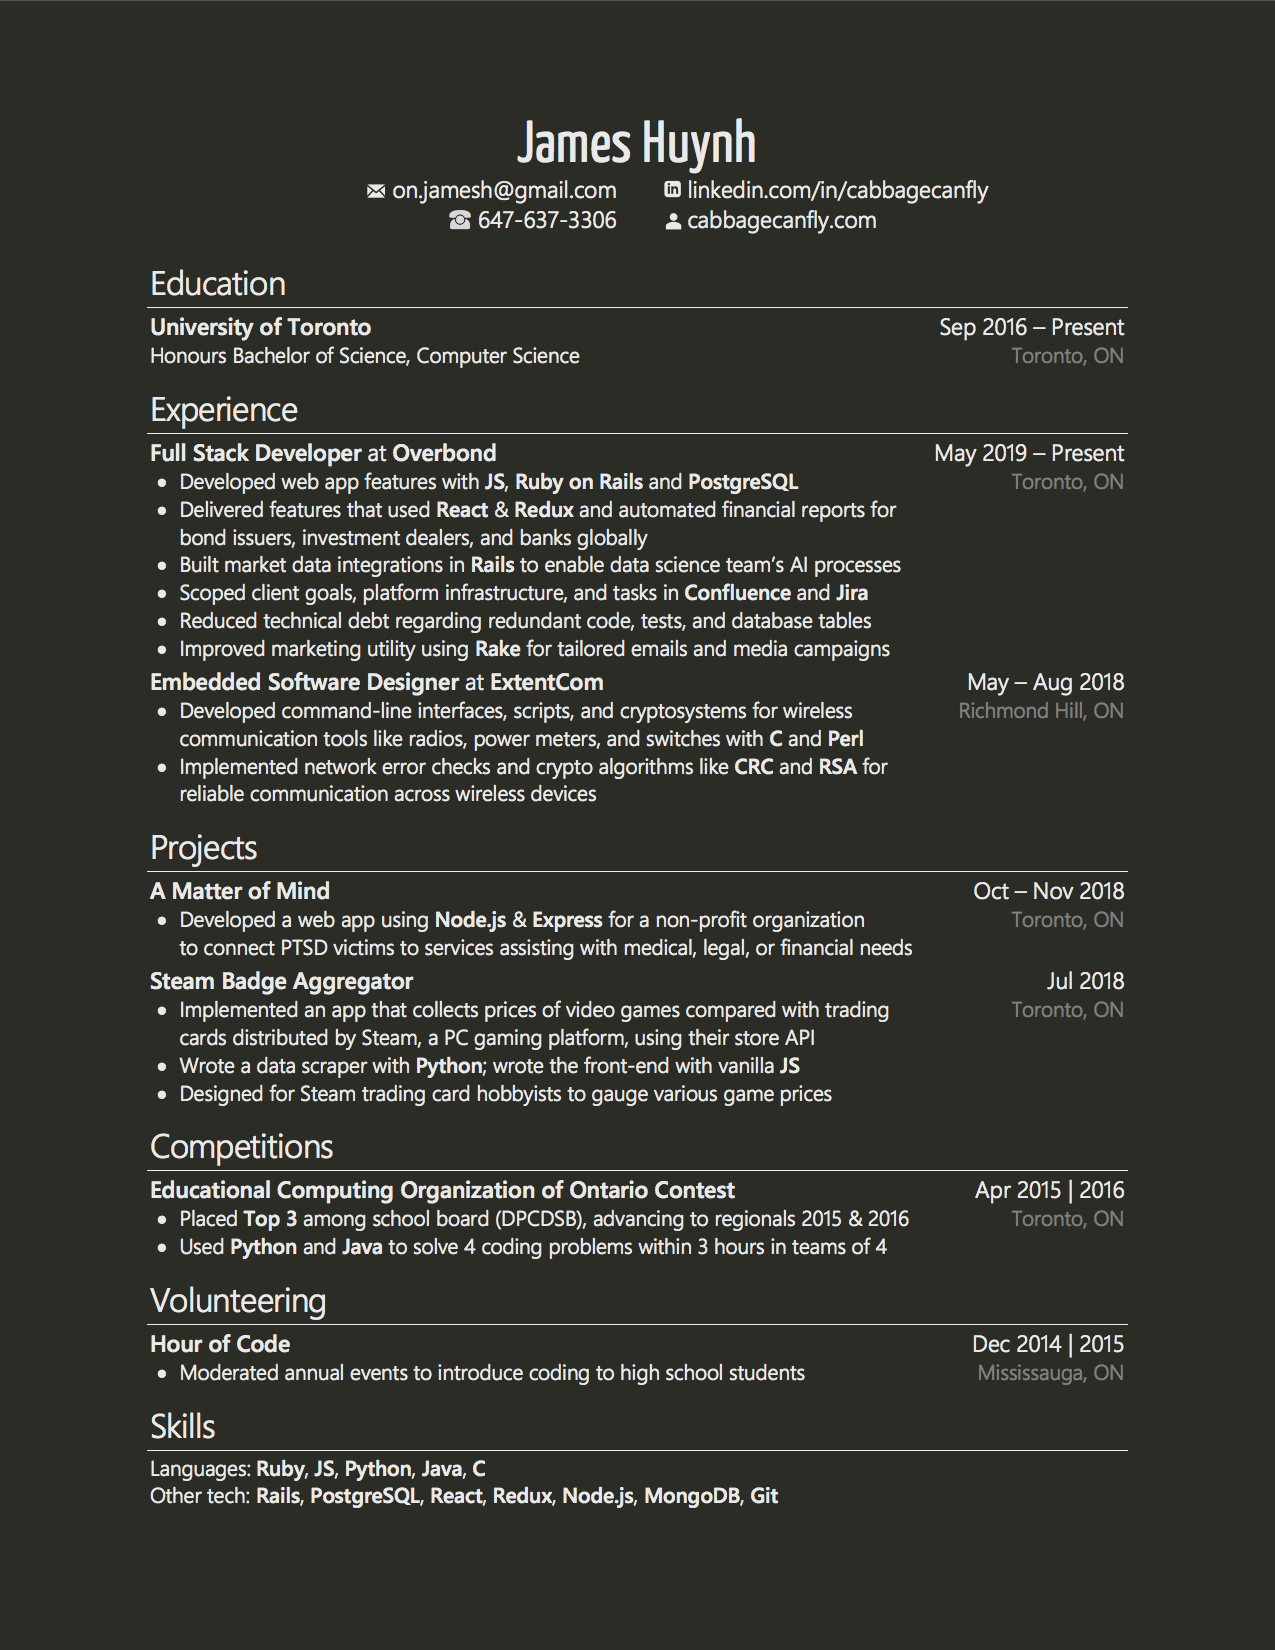 James Huynh
on.jamesh@gmail.com linkedin.com/in/cabbagecanfly
647-637-3306 cabbagecanfly.com
Education
University of Toronto Sep 2016 – Present
Honours Bachelor of Science, Computer Science Toronto, ON
Experience
Full Stack Developer at Overbond May 2019 – Present
• Developed web app features with JS, Ruby on Rails and PostgreSQL Toronto, ON
• Delivered features that used React & Redux and automated financial reports for
bond issuers, investment dealers, and banks globally
• Built market data integrations in Rails to enable data science team’s AI processes
• Scoped client goals, platform infrastructure, and tasks in Confluence and Jira
• Reduced technical debt regarding redundant code, tests, and database tables
• Improved marketing utility using Rake for tailored emails and media campaigns
Embedded Software Designer at ExtentCom May – Aug 2018
• Developed command-line interfaces, scripts, and cryptosystems for wireless Richmond Hill, ON
communication tools like radios, power meters, and switches with C and Perl
• Implemented network error checks and crypto algorithms like CRC and RSA for
reliable communication across wireless devices
Projects
A Matter of Mind Oct – Nov 2018
• Developed a web app using Node.js & Express for a non-profit organization Toronto, ON
to connect PTSD victims to services assisting with medical, legal, or financial needs
Steam Badge Aggregator Jul 2018
• Implemented an app that collects prices of video games compared with trading Toronto, ON
cards distributed by Steam, a PC gaming platform, using their store API
• Wrote a data scraper with Python; wrote the front-end with vanilla JS
• Designed for Steam trading card hobbyists to gauge various game prices
Competitions
Educational Computing Organization of Ontario Contest Apr 2015 | 2016
• Placed Top 3 among school board (DPCDSB), advancing to regionals 2015 & 2016 Toronto, ON
• Used Python and Java to solve 4 coding problems within 3 hours in teams of 4
Volunteering
Hour of Code Dec 2014 | 2015
• Moderated annual events to introduce coding to high school students Mississauga, ON
Skills
Languages: Ruby, JS, Python, Java, C
Other tech: Rails, PostgreSQL, React, Redux, Node.js, MongoDB, Git